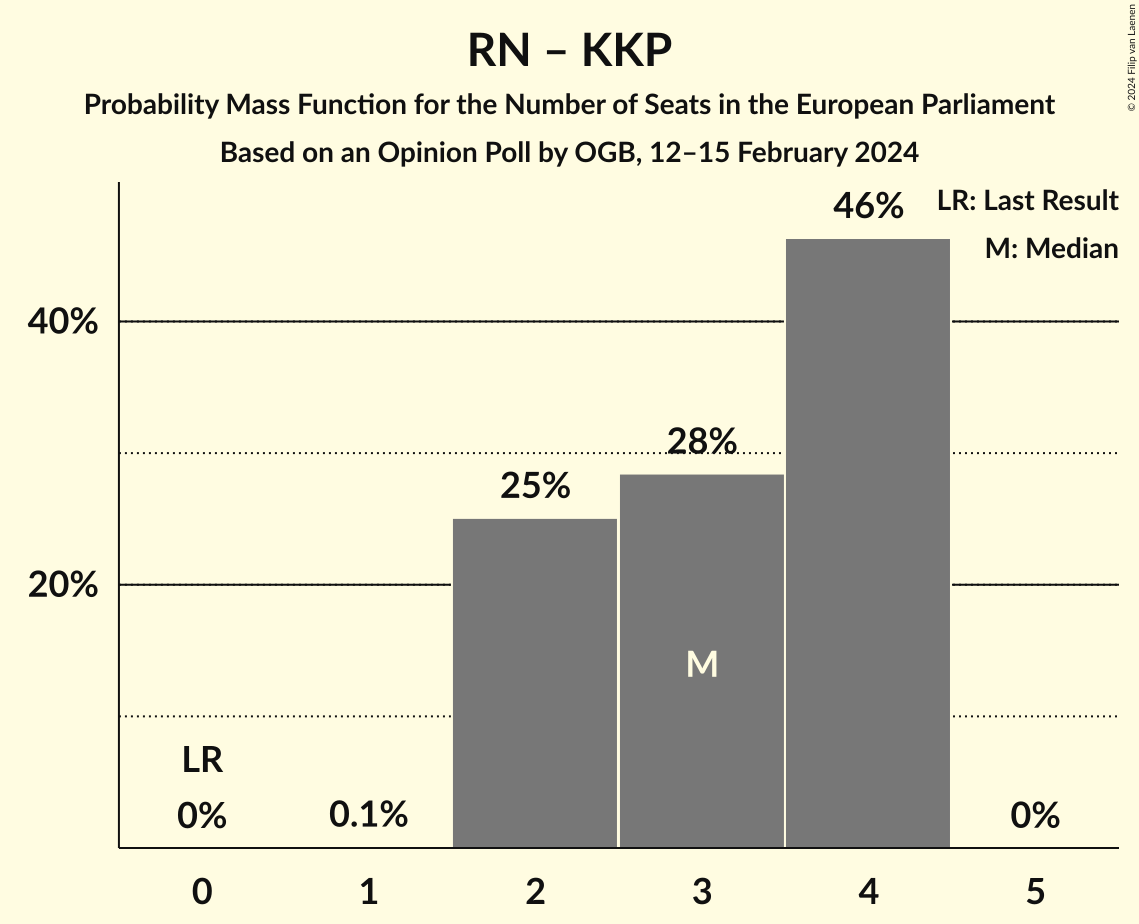 RN – KKP
Probability Mass Function for the Number of Seats in the European Parliament
Based on an Opinion Poll by OGB, 12–15 February 2024
© 2024 Filip van Laenen
LR: Last Result
M: Median
46%
40%
28%
25%
20%
M
LR
0%
0.1%
0%
0 1 2 3 4 5